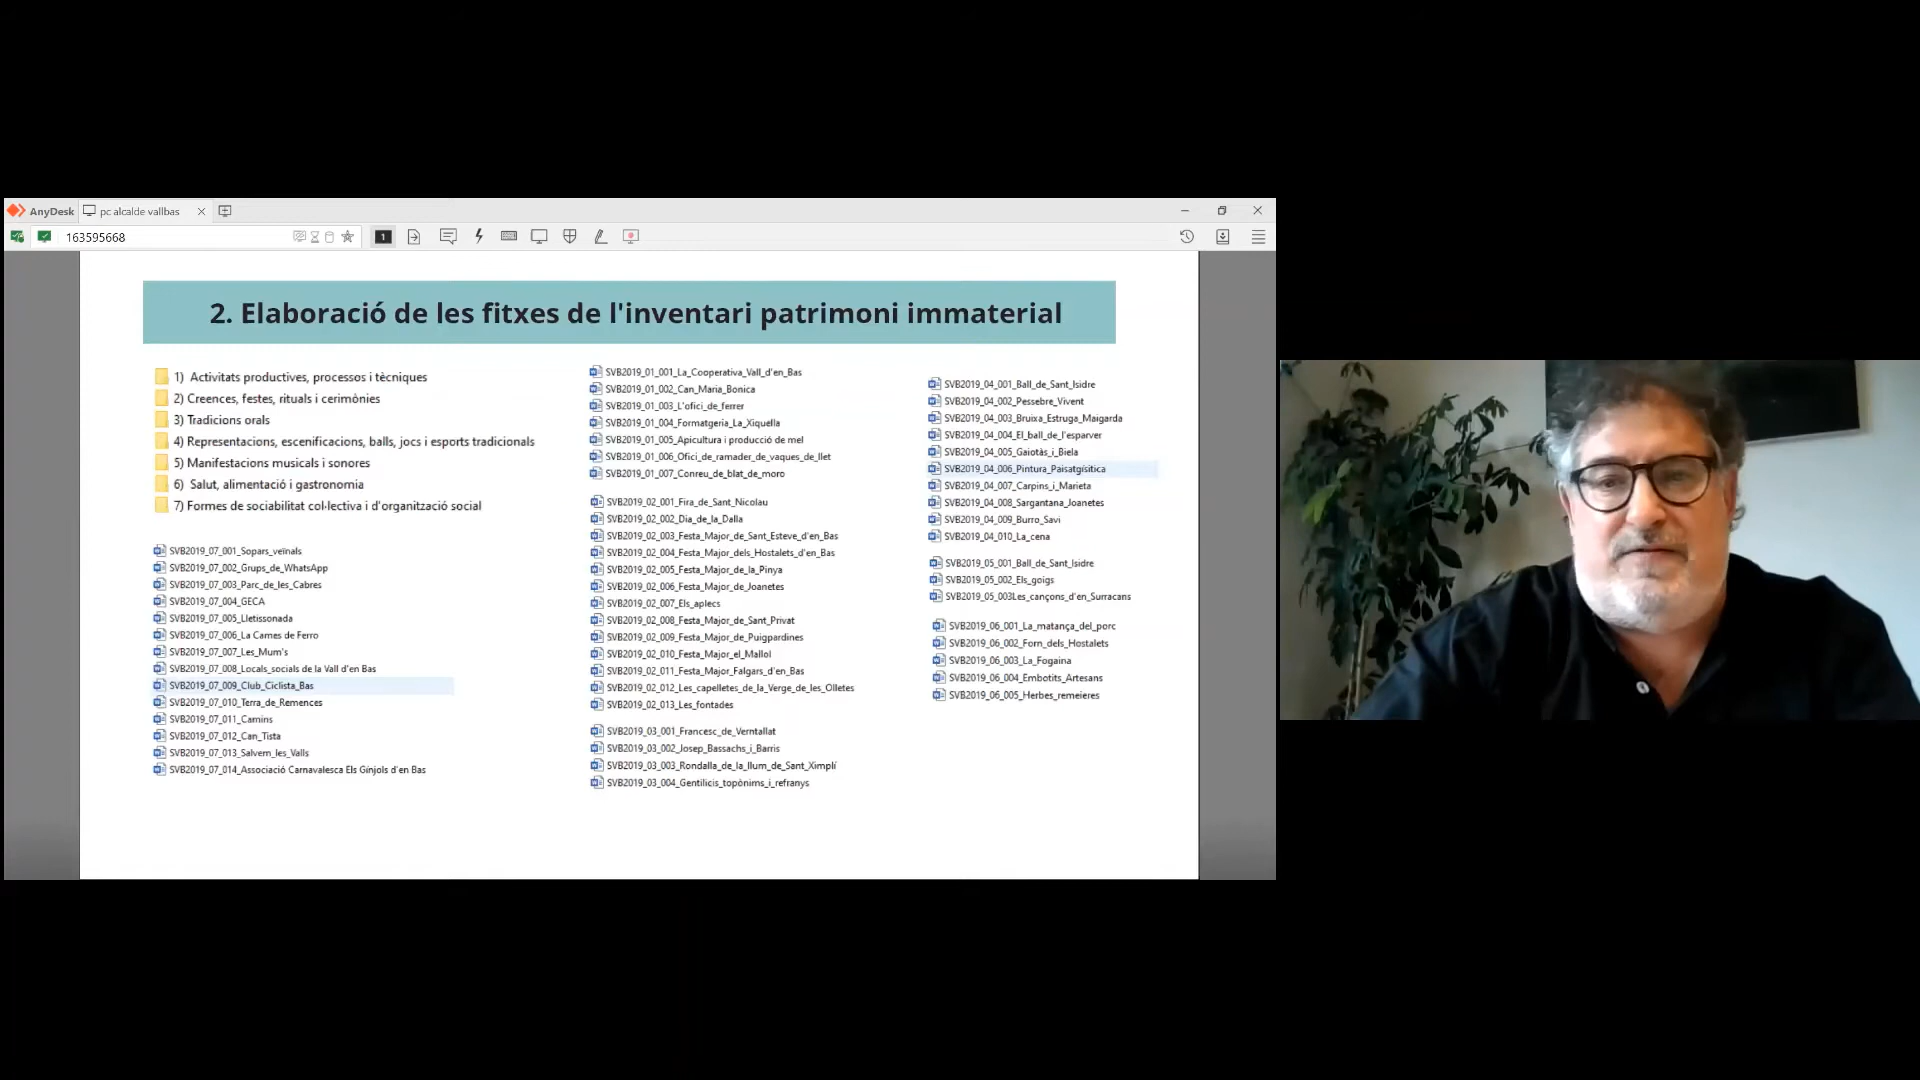 AnyDesk
pc alcalde vallbas
163595668
1
2. Elaboració de les fitxes de l'inventari patrimoni immaterial
1) Activitats productives, processos i tècniques
2) Creences, festes, rituals i cerimònies
3) Tradicions orals
4) Representacions, escenificacions, balls, jocs i esports tradicionals
5) Manifestacions musicals i sonores
6) Salut, alimentació i gastronomia
7) Formes de sociabilitat col·lectiva i d'organització social
SVB2019_07_001_Sopars_veïnals
SVB2019_07_002_Grups_de_WhatsApp
SVB2019_07_003_Parc_de_les_Cabres
SVB2019_07_004_GECA
SVB2019_07_005_Lletissonada
SVB2019_07_006_La Carnes de Ferro
SVB2019_07_007_Les_Mum's
SVB2019_07_008_Locals_socials de la Vall d'en Bas
SVB2019_07_009_Club_Ciclista_Bas
SVB2019_07_010_Terra_de_Remences
SVB2019_07_011_Camins
SVB2019_07_012_Can_Tista
SVB2019_07_013_Salvem_les_Valls
SVB2019_07_014_Associació Carnavalesca Els Gínjols d'en Bas
SVB2019_01_001_La_Cooperativa_Vall_d'en_Bas
SVB2019_01_002_Can_Maria_Bonica
SVB2019_01_003_L'ofici_de_ferrer
SVB2019_01_004_Formatgeria_La_Xiquella
SVB2019_01_005_Apicultura i producció de mel
SVB2019_01_006_Ofici_de_ramader_de_vaques_de_llet
SVB2019_01_007_Conreu_de_blat_de_moro
SVB2019_02_001_Fira_de_Sant_Nicolau
SVB2019_02_002_Dia_de_la_Dalla
SVB2019_02_003_Festa_Major_de_Sant_Esteve_d'en_Bas
SVB2019_02_004_Festa_Major_dels_Hostalets_d'en_Bas
SVB2019_02_005_Festa_Major_de_la_Pinya
SVB2019_02_006_Festa_Major_de_Joanetes
SVB2019_02_007_Els_aplecs
SVB2019_02_008_Festa_Major_de_Sant_Privat
SVB2019_02_009_Festa_Major_de_Puigpardines
SVB2019_02_010_Festa_Major_el_Mallol
SVB2019_02_011_Festa_Major_Falgars_d'en_Bas
SVB2019_02_012_Les_capelletes_de_la_Verge_de_les_Olletes
SVB2019_02_013_Les_fontades
SVB2019_03_001_Francesc_de_Verntallat
SVB2019_03_002_Josep_Bassachs_i_Barris
SVB2019_03_003_Rondalla_de_la_llum_de_Sant_Ximplí
SVB2019_03_004_Gentilicis_topònims_i_refranys
SVB2019_04_001_Ball_de_Sant_Isidre
SVB2019_04_002_Pessebre_Vivent
SVB2019_04_003_Bruixa_Estruga_Maigarda
SVB2019_04_004_El_ball_de_l'esparver
SVB2019_04_005_Gaiotàs_i_Biela
SVB2019_04_006_Pintura_Paisatgísitica
SVB2019_04_007_Carpins_i_Marieta
SVB2019_04_008_Sargantana_Joanetes
SVB2019_04_009_Burro_Savi
SVB2019_04_010_La_cena
SVB2019_05_001_Ball_de_Sant_Isidre
SVB2019_05_002_Els_goigs
SVB2019_05_003Les_cançons_d'en_Surracans
SVB2019_06_001_La_matança_del_porc
SVB2019_06_002_Forn_dels_Hostalets
SVB2019_06_003_La_Fogaina
SVB2019_06_004_Embotits_Artesans
SVB2019_06_005_Herbes_remeieres